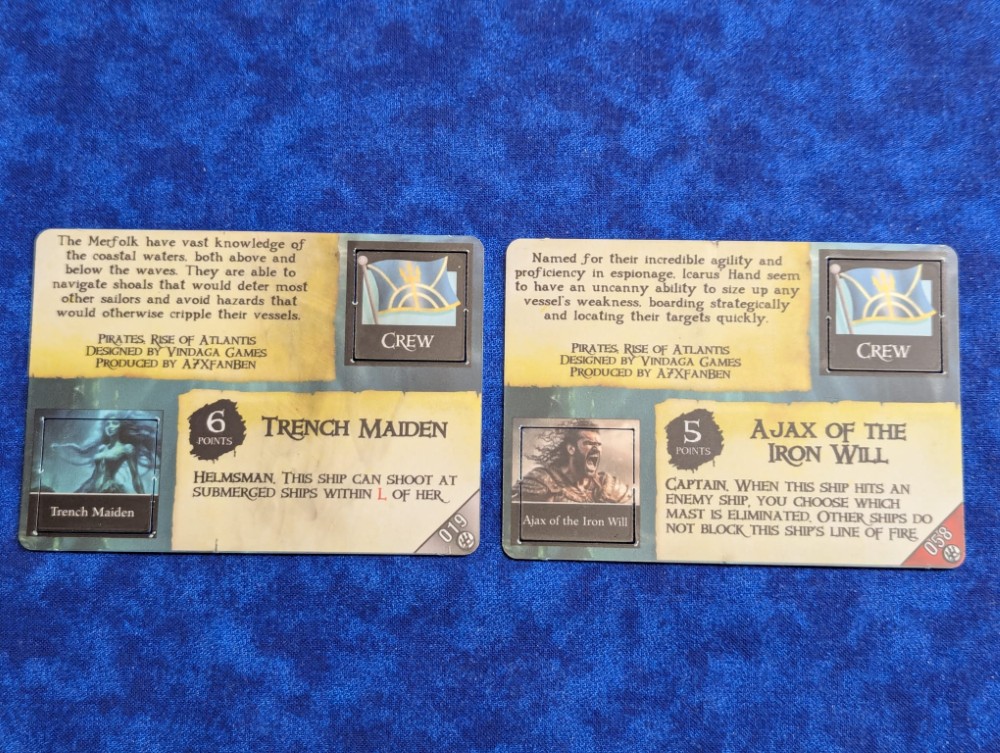 The Merfolk have vast knowledge of
the coastal waters, both above and
below the waves. They are able to
navigate shoals that would deter most
other sailors and avoid hazards that
would otherwise cripple their vessels.
Pirates, Rise of Atlantis
Designed by Vindaga Games
Produced by A7XFanBen
Crew
Trench Maiden
6
Points
Trench Maiden
Helmsman. This ship can shoot at
submerged ships within L of her
019
Named for their incredible agility and
proficiency in espionage, Icarus' Hand seem
to have an uncanny ability to size up any
vessel's weakness, boarding strategically
and locating their targets quickly.
Pirates, Rise of Atlantis
Designed by Vindaga Games
Produced by A7XFanBen
Crew
Ajax of the Iron Will
5
Points
Ajax of the
Iron Will
Captain. When this ship hits an
enemy ship, you choose which
mast is eliminated. Other ships do
not block this ship's line of fire
058